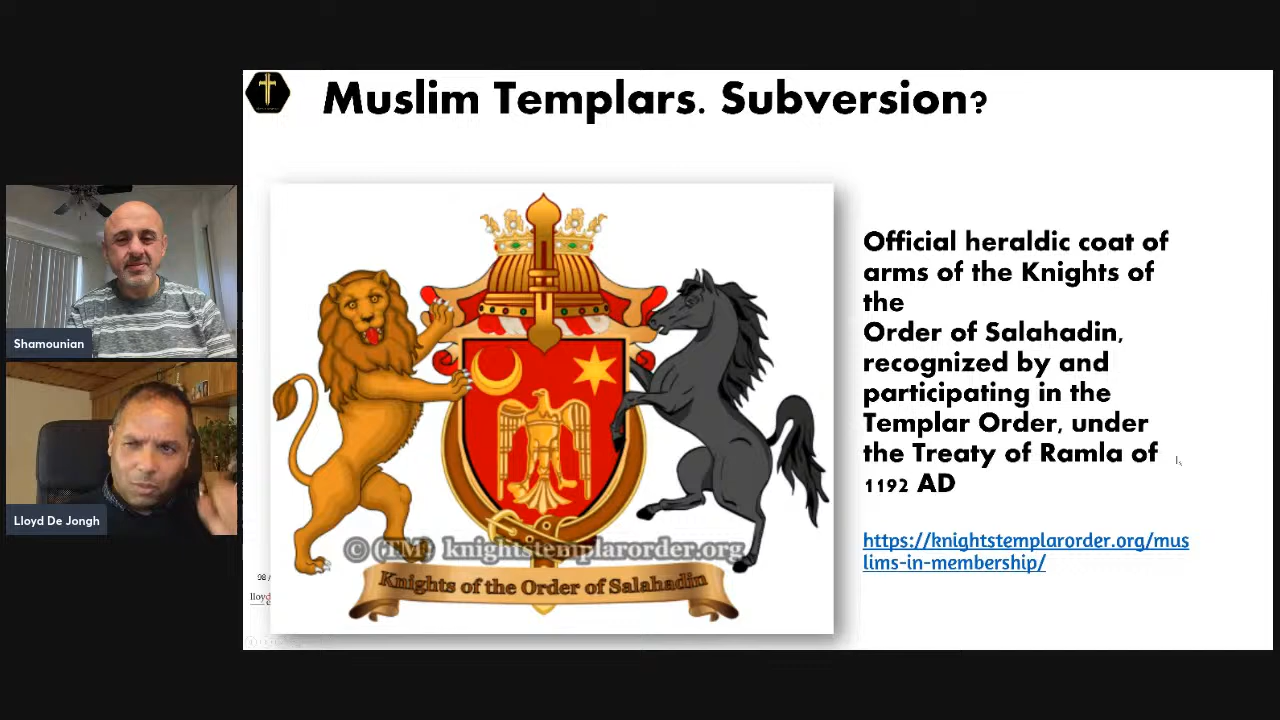 Muslim Templars. Subversion?
Shamounian
Lloyd De Jongh
© (TM) knightstemplarorder.org
Knights of the Order of Salahadin
Official heraldic coat of
arms of the Knights of
the
Order of Salahadin,
recognized by and
participating in the
Templar Order, under
the Treaty of Ramla of
1192 AD
https://knightstemplarorder.org/mus
lims-in-membership/
98 /